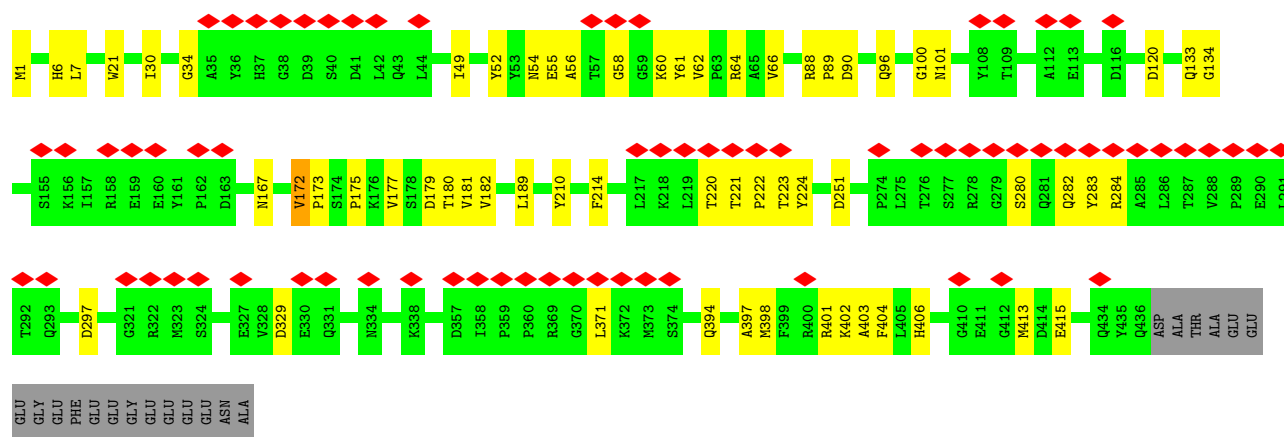 M1 H6 L7 W21 I30 G34 A35 Y36 H37 G38 D39 S40 D41 L42 Q43 L44 I49 Y52 Y53 N54 E55 A56 T57 G58 G59 K60 Y61 V62 P63 R64 A65 V66 R88 P89 D90 Q96 G100 N101 Y108 T109 A112 E113 D116 D120 Q133 G134
S155 K156 I157 R158 E159 E160 Y161 P162 D163 N167 V172 P173 S174 P175 K176 V177 S178 D179 T180 V181 V182 L189 Y210 F214 L217 K218 L219 T220 T221 P222 T223 Y224 D251 P274 L275 T276 S277 R278 G279 S280 Q281 Q282 Y283 R284 A285 L286 T287 V288 P289 E290 L291
T292 Q293 D297 G321 R322 M323 S324 E327 V328 D329 E330 Q331 N334 K338 D357 I358 P359 P360 R369 G370 L371 K372 M373 S374 Q394 A397 M398 F399 R400 R401 K402 A403 F404 L405 H406 G410 E411 G412 M413 D414 E415 Q434 Y435 Q436 ASP ALA THR ALA GLU GLU
GLU GLY GLU PHE GLU GLU GLY GLU GLU GLU GLU ASN ALA